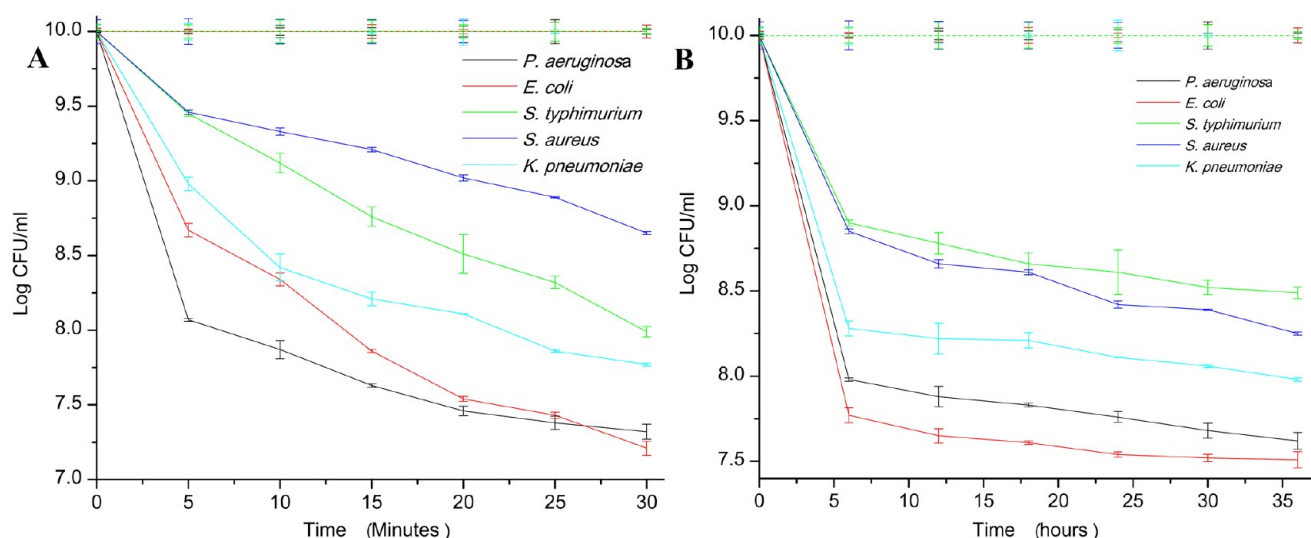 A
10.0
9.5
9.0
8.5
8.0
7.5
7.0
Log CFU/ml
P. aeruginosa
E. coli
S. typhimurium
S. aureus
K. pneumoniae
0 5 10 15 20 25 30
Time (Minutes)
B
10.0
9.5
9.0
8.5
8.0
7.5
Log CFU/ml
P. aeruginosa
E. coli
S. typhimurium
S. aureus
K. pneumoniae
0 5 10 15 20 25 30 35
Time (hours)